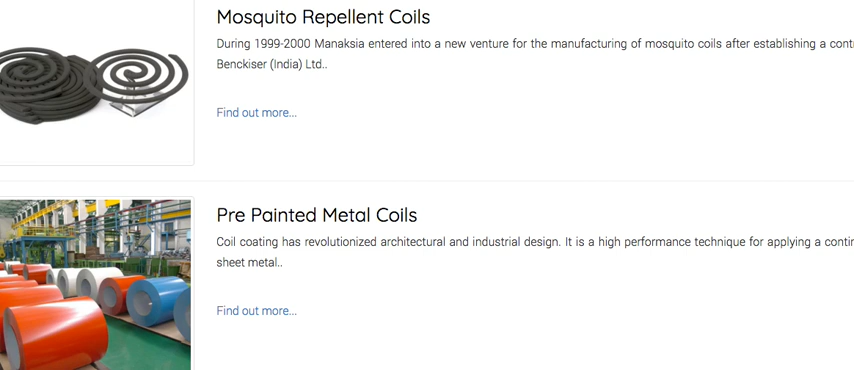 Mosquito Repellent Coils
During 1999-2000 Manaksia entered into a new venture for the manufacturing of mosquito coils after establishing a
Benckiser (India) Ltd..
Find out more...
Pre Painted Metal Coils
Coil coating has revolutionized architectural and industrial design. It is a high performance technique for applying a
sheet metal..
Find out more...